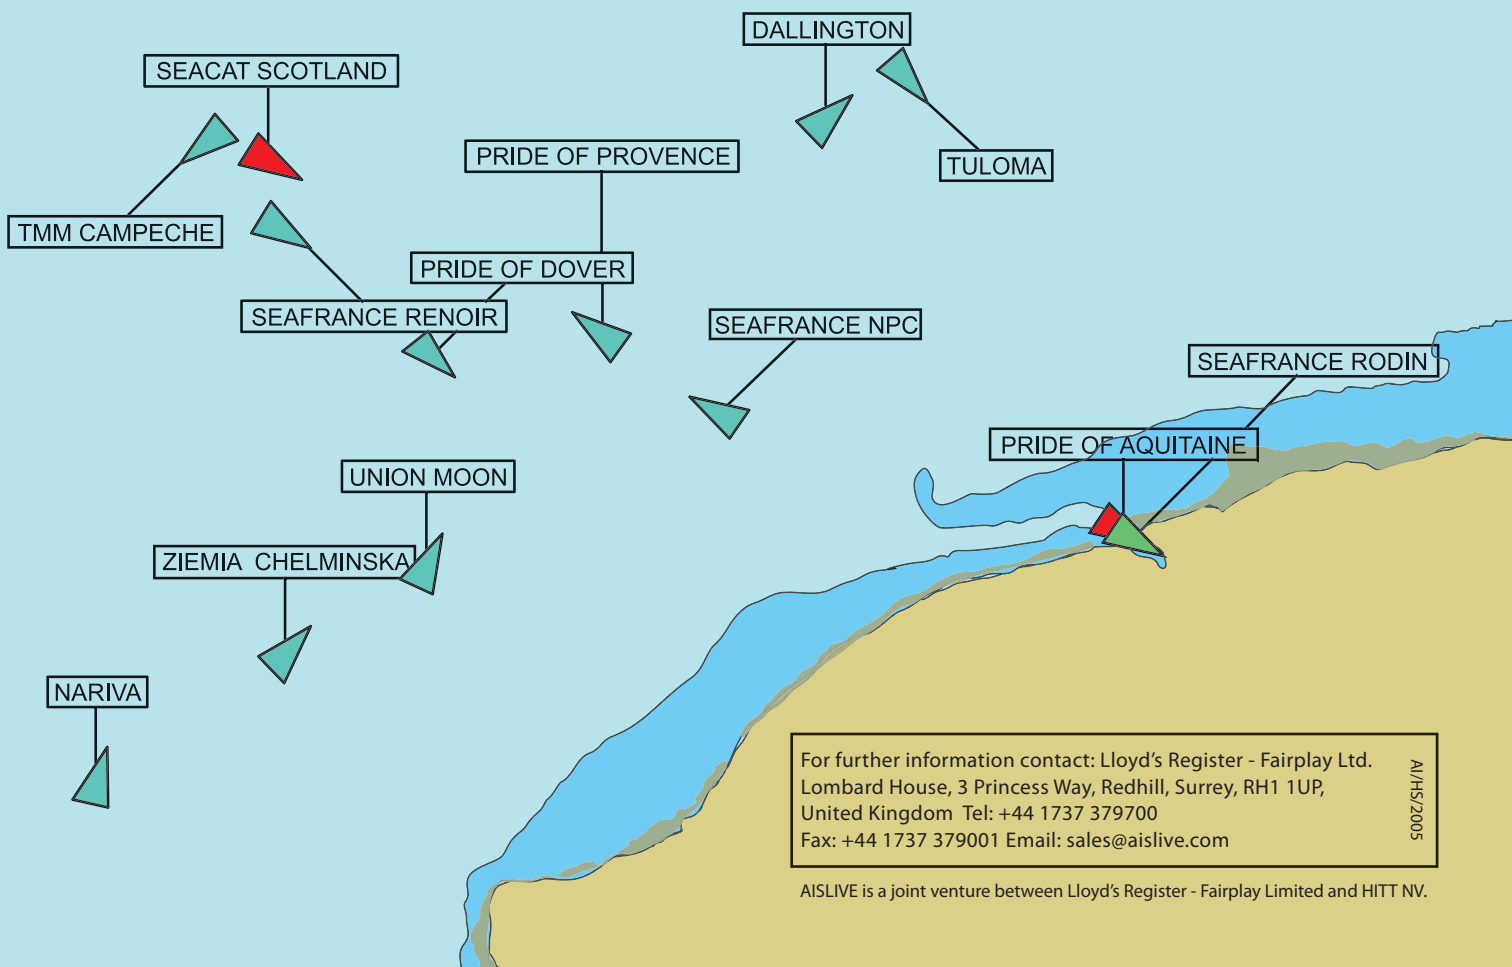 DALLINGTON
SEACAT SCOTLAND
PRIDE OF PROVENCE
TULOMA
TMM CAMPECHE
PRIDE OF DOVER
SEAFRANCE RENOIR
SEAFRANCE NPC
SEAFRANCE RODIN
PRIDE OF AQUITAINE
UNION MOON
ZIEMIA CHELMINSKA
NARIVA
For further information contact: Lloyd's Register - Fairplay Ltd.
Lombard House, 3 Princess Way, Redhill, Surrey, RH1 1UP,
United Kingdom Tel: +44 1737 379700
Fax: +44 1737 379001 Email: sales@aislive.com
AI/HS/2005
AISLIVE is a joint venture between Lloyd's Register - Fairplay Limited and HITT NV.